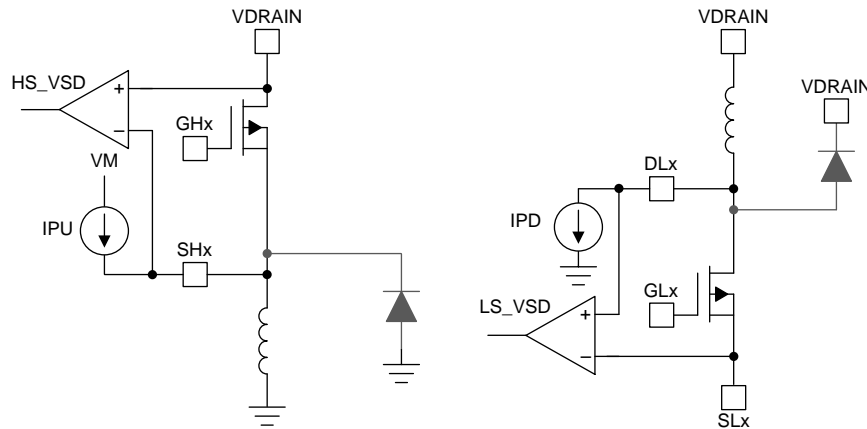 VDRAIN
HS_VSD
+
−
GHx
VM
IPU
SHx
VDRAIN
VDRAIN
DLx
IPD
GLx
LS_VSD
+
−
SLx